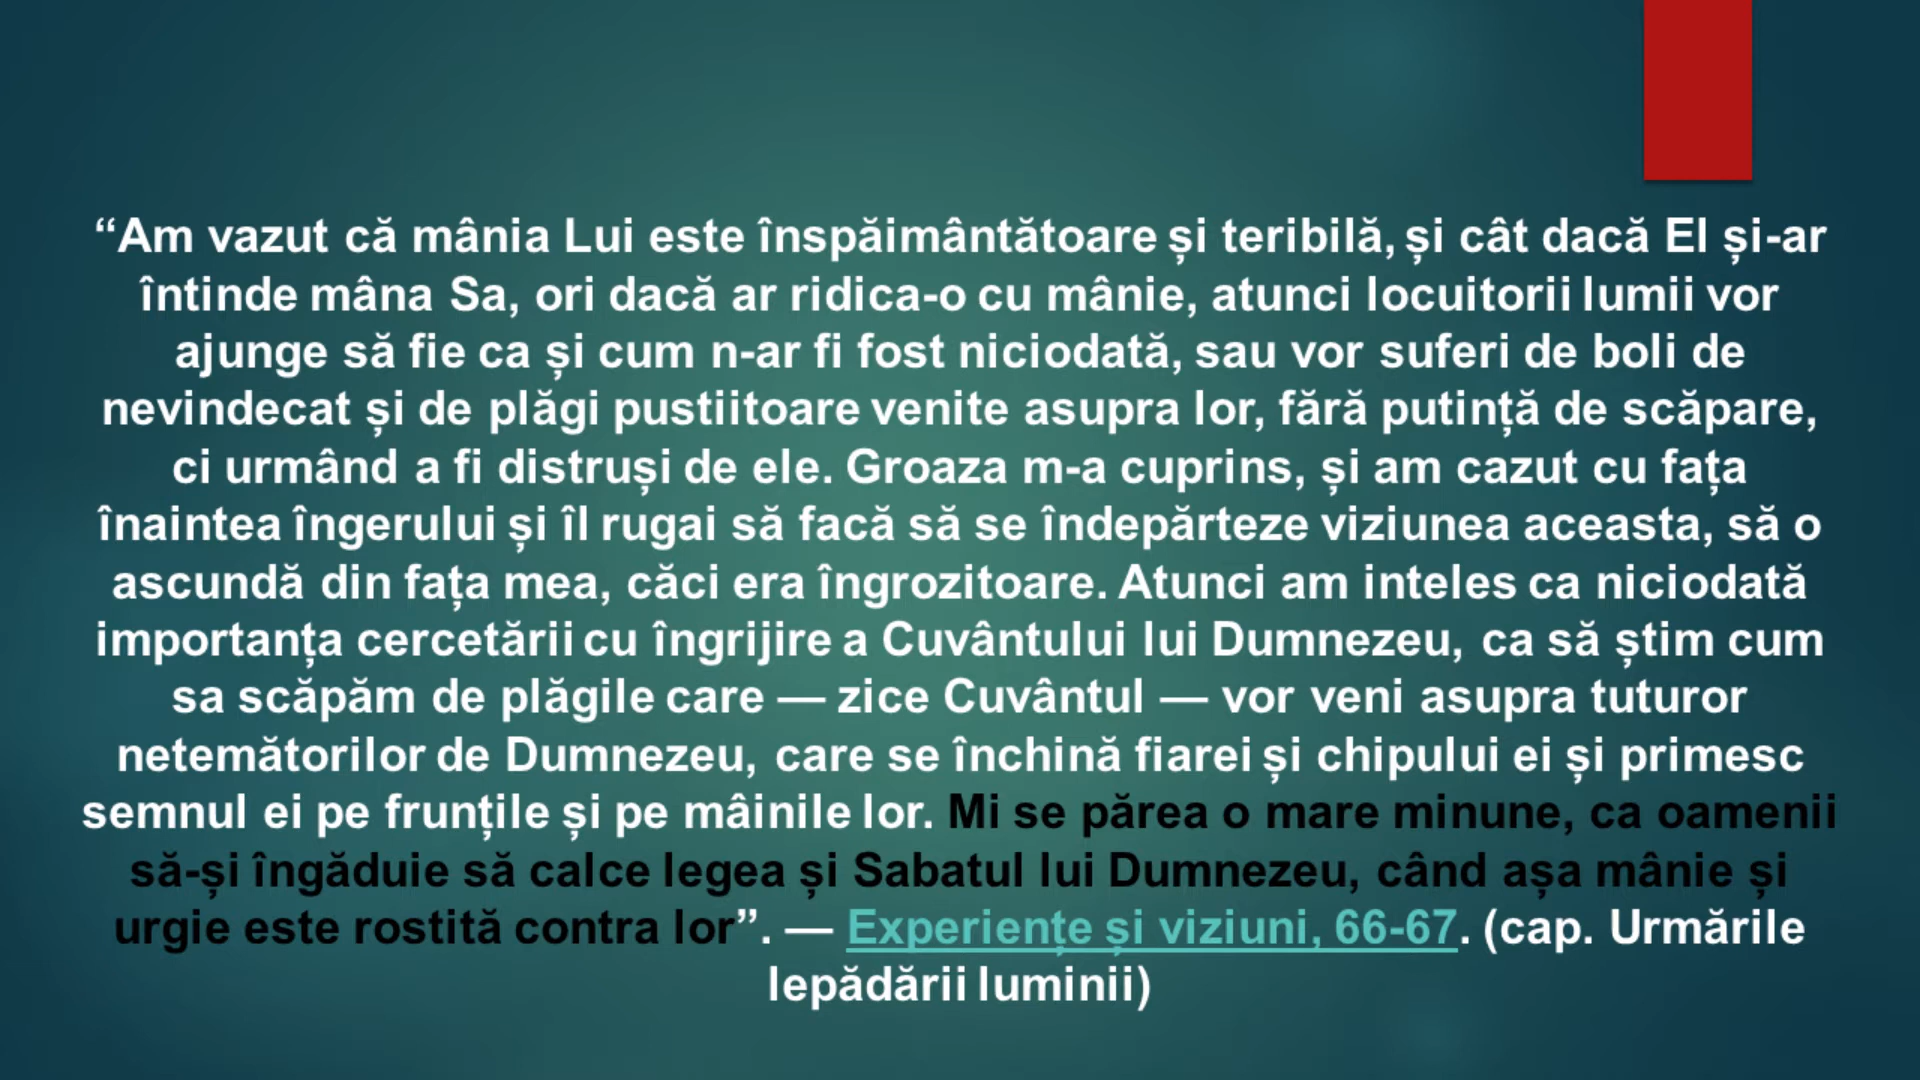 “Am vazut că mânia Lui este înspăimântătoare și teribilă, și cât dacă El și-ar
întinde mâna Sa, ori dacă ar ridica-o cu mânie, atunci locuitorii lumii vor
ajunge să fie ca și cum n-ar fi fost niciodată, sau vor suferi de boli de
nevindecat și de plăgi pustiitoare venite asupra lor, fără putință de scăpare,
ci urmând a fi distruși de ele. Groaza m-a cuprins, și am cazut cu fața
înaintea îngerului și îl rugai să facă să se îndepărteze viziunea aceasta, să o
ascundă din fața mea, căci era îngrozitoare. Atunci am inteles ca niciodată
importanța cercetării cu îngrijire a Cuvântului lui Dumnezeu, ca să știm cum
sa scăpăm de plăgile care — zice Cuvântul — vor veni asupra tuturor
netemătorilor de Dumnezeu, care se închină fiarei și chipului ei și primesc
semnul ei pe frunțile și pe mâinile lor. Mi se părea o mare minune, ca oamenii
să-și îngăduie să calce legea și Sabatul lui Dumnezeu, când așa mânie și
urgie este rostită contra lor”. — Experiențe și viziuni, 66-67. (cap. Urmările
lepădării luminii)